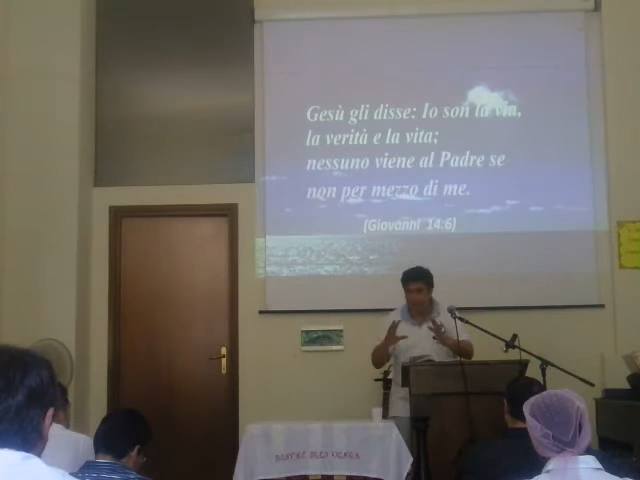 Gesù gli disse: Io son la via,
la verità e la vita;
nessuno viene al Padre se
non per mezzo di me.
(Giovanni 14:6)